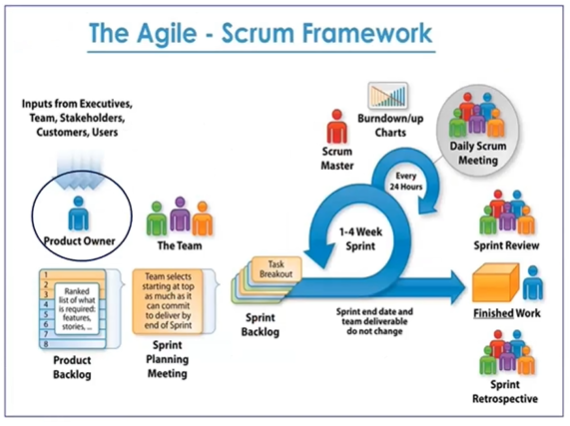 The Agile - Scrum Framework
Inputs from Executives,
Team, Stakeholders,
Customers, Users
Product Owner
The Team
1
2
3
4
5
6
7
8
Ranked
list of what
is required:
features,
stories, ...
Product
Backlog
Team selects
starting at top
as much as it
can commit
to deliver by
end of Sprint
Sprint
Planning
Meeting
Task
Breakout
Sprint
Backlog
Scrum
Master
Burndown/up
Charts
Every
24 Hours
1-4 Week
Sprint
Daily Scrum
Meeting
Sprint end date and
team deliverable
do not change
Sprint Review
Finished Work
Sprint
Retrospective